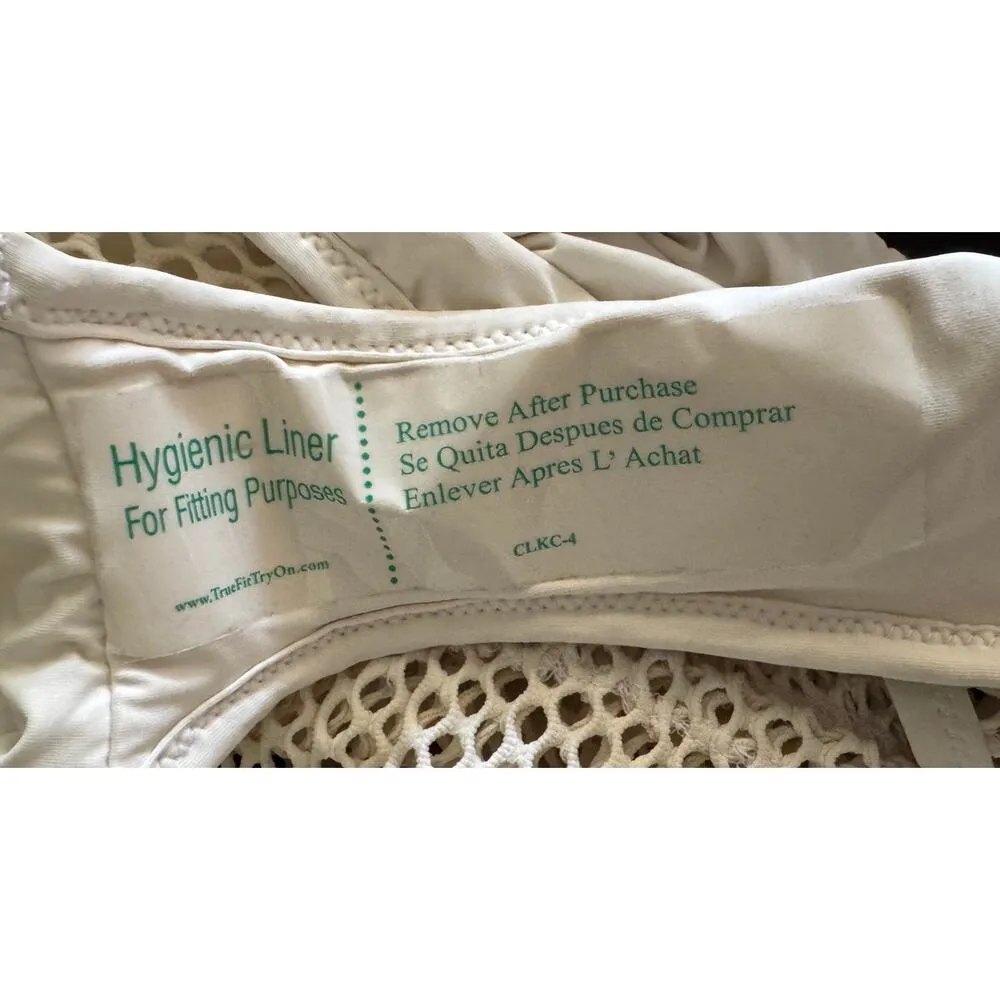 Hygienic Liner
For Fitting Purposes
www.TrueFitTryOn.com
Remove After Purchase
Se Quita Despues de Comprar
Enlever Apres L' Achat
CLKC-4